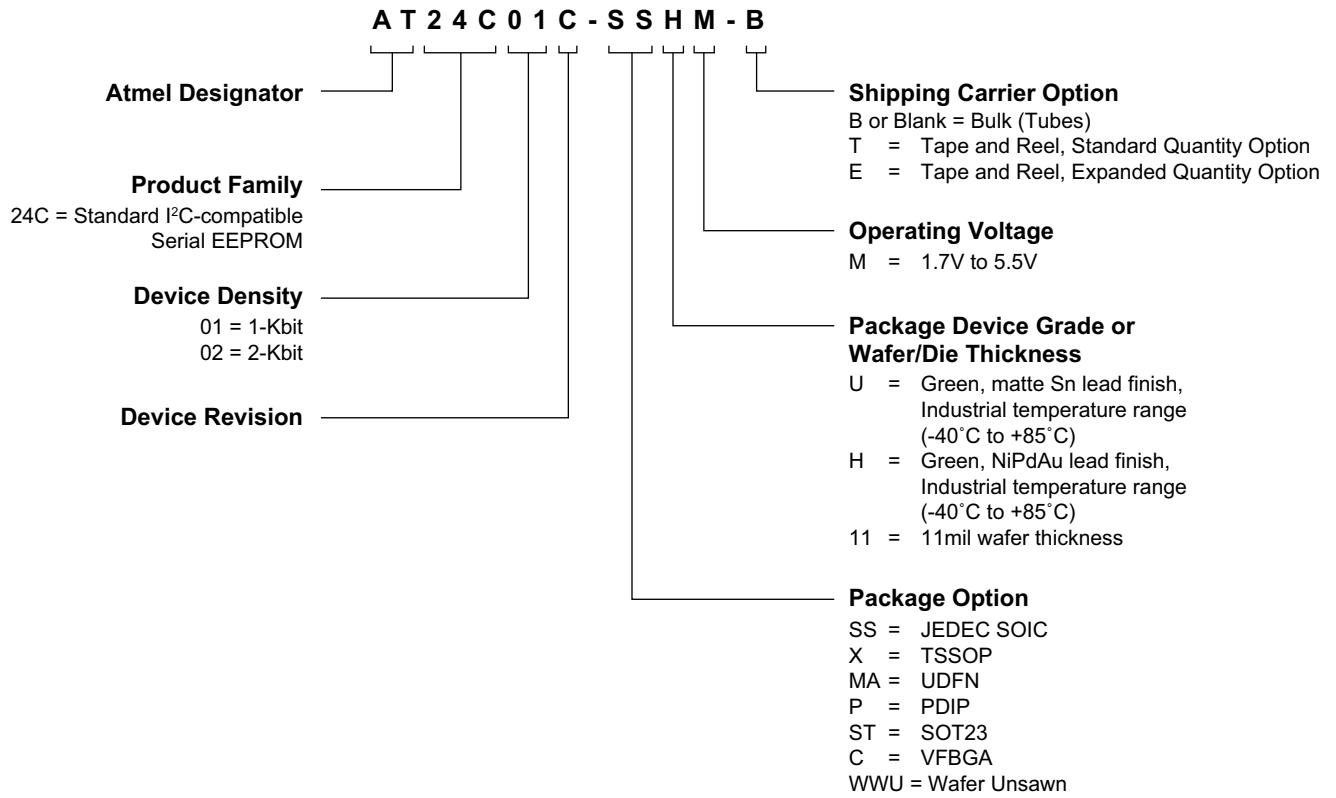 AT24C01C-SSHM-B
Atmel Designator
Product Family
24C = Standard I²C-compatible
Serial EEPROM
Device Density
01 = 1-Kbit
02 = 2-Kbit
Device Revision
Shipping Carrier Option
B or Blank = Bulk (Tubes)
T = Tape and Reel, Standard Quantity Option
E = Tape and Reel, Expanded Quantity Option
Operating Voltage
M = 1.7V to 5.5V
Package Device Grade or
Wafer/Die Thickness
U = Green, matte Sn lead finish,
Industrial temperature range
(-40˚C to +85˚C)
H = Green, NiPdAu lead finish,
Industrial temperature range
(-40˚C to +85˚C)
11 = 11mil wafer thickness
Package Option
SS = JEDEC SOIC
X = TSSOP
MA = UDFN
P = PDIP
ST = SOT23
C = VFBGA
WWU = Wafer Unsawn